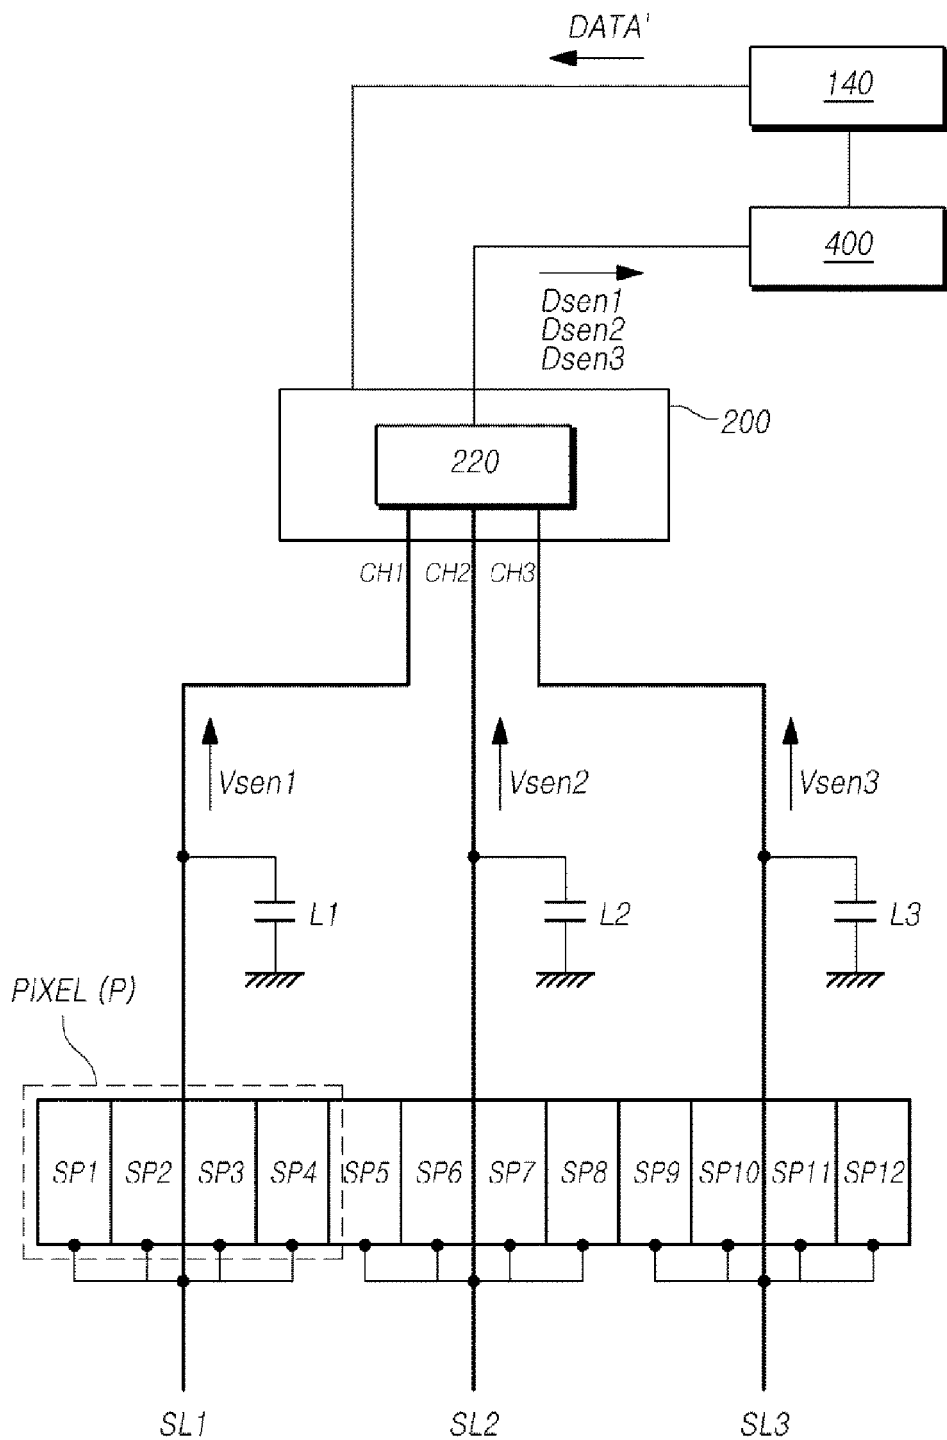 DATA'
140
400
Dsen1
Dsen2
Dsen3
200
220
CH1 CH2 CH3
Vsen1 Vsen2 Vsen3
L1 L2 L3
PIXEL (P)
SP1 SP2 SP3 SP4 SP5 SP6 SP7 SP8 SP9 SP10 SP11 SP12
SL1 SL2 SL3